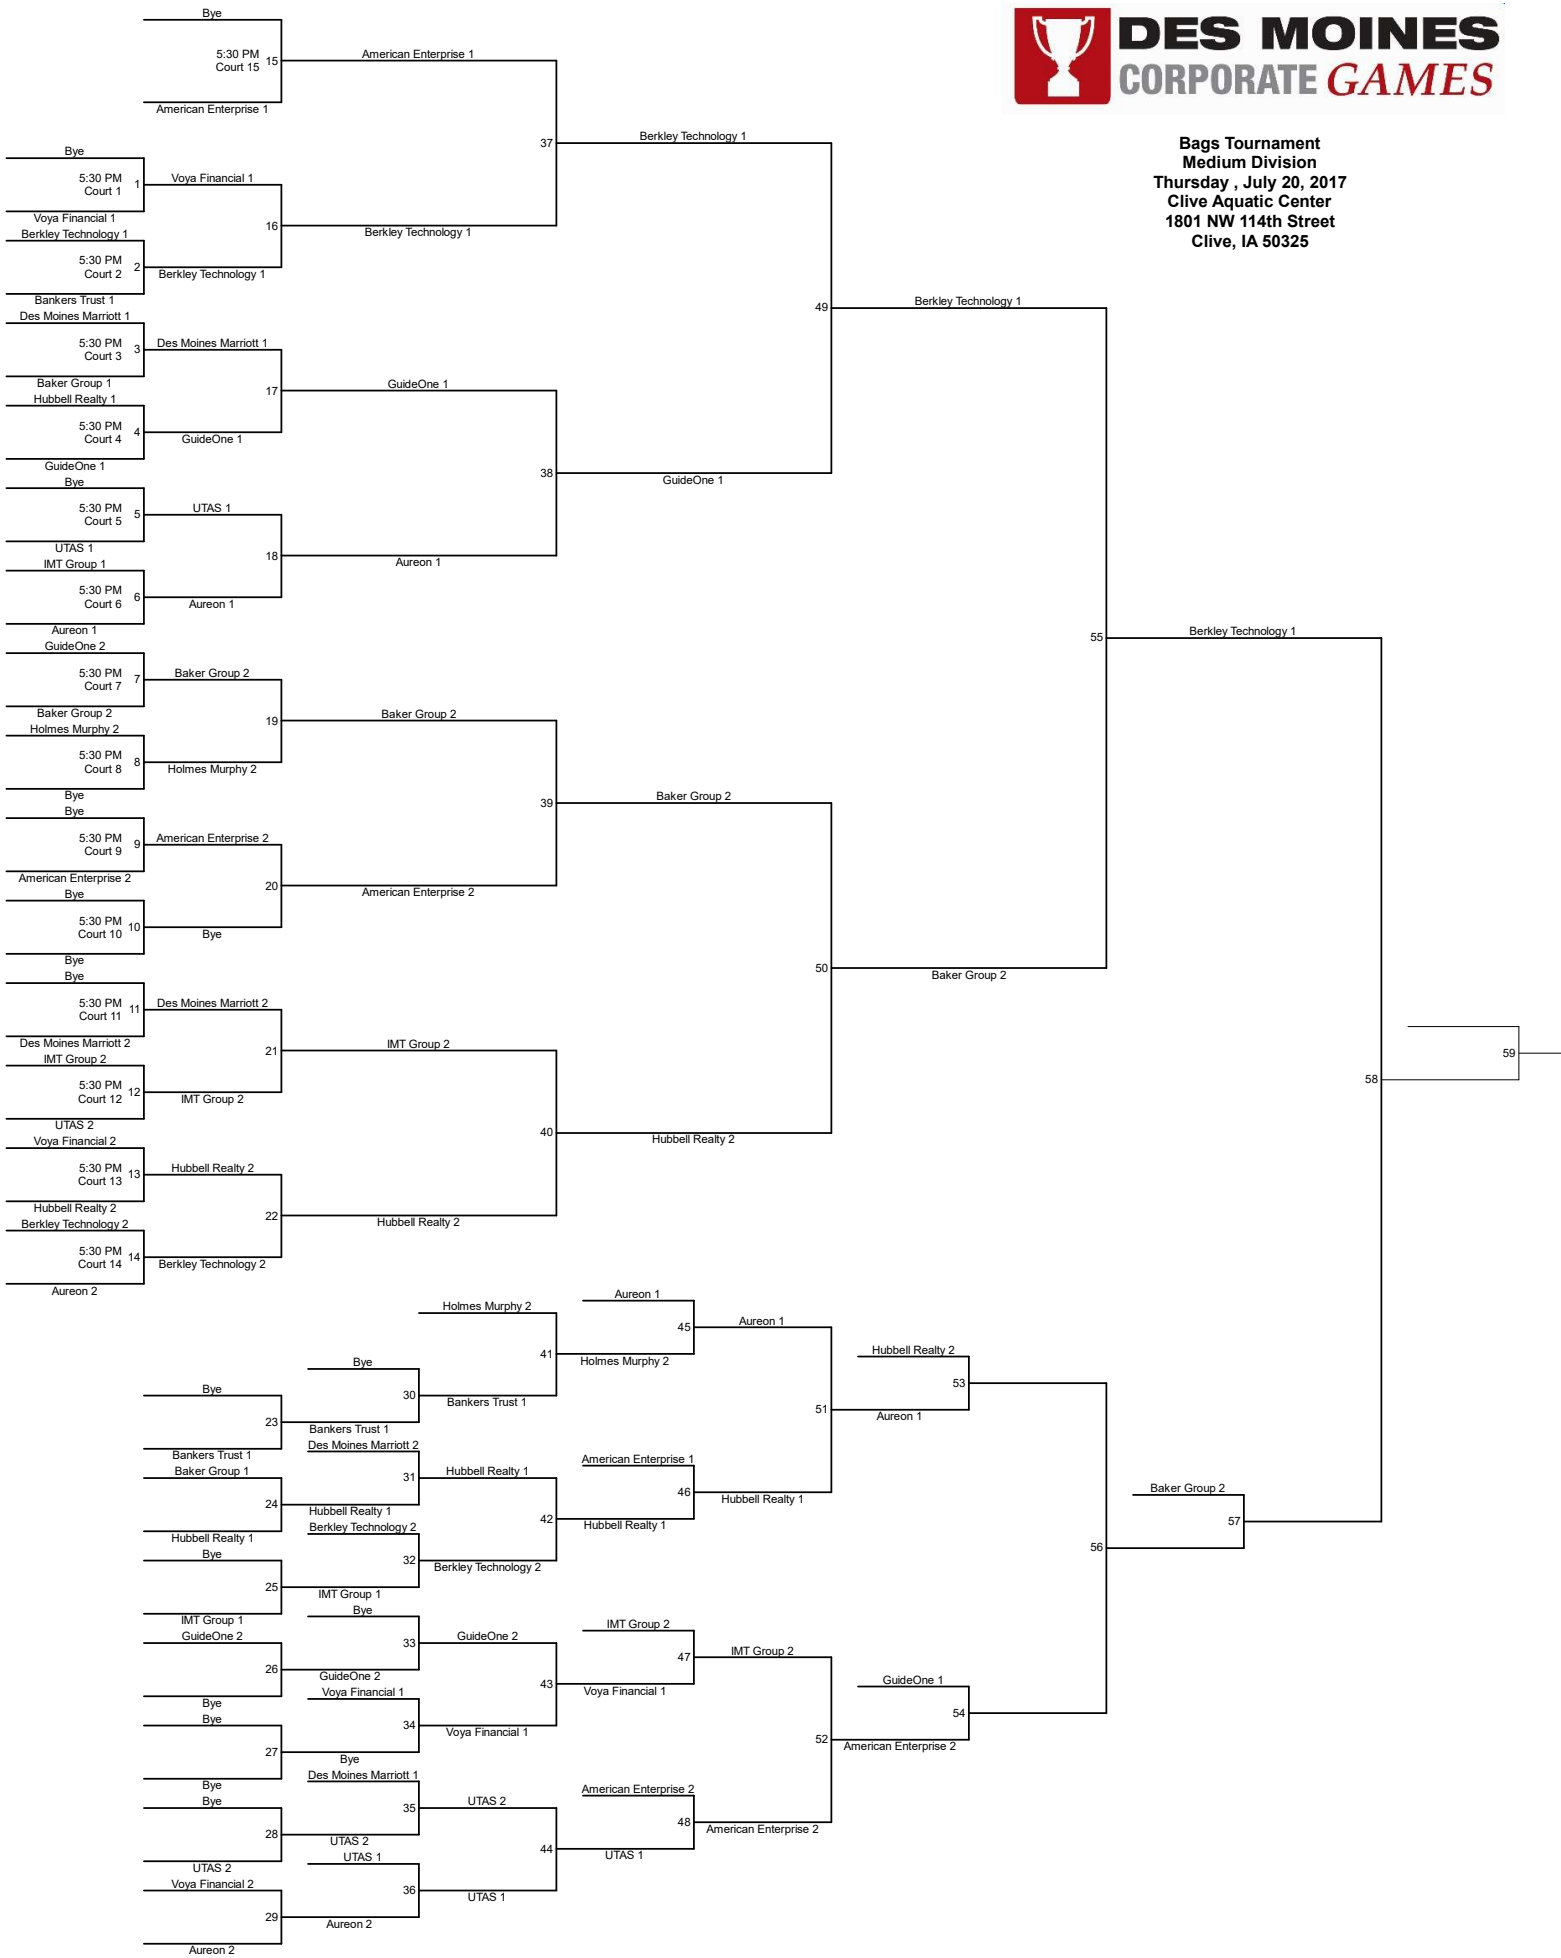 DES MOINES
CORPORATE GAMES
Bags Tournament
Medium Division
Thursday , July 20, 2017
Clive Aquatic Center
1801 NW 114th Street
Clive, IA 50325
Bye
5:30 PM
Court 15
15
American Enterprise 1
Bye
5:30 PM
Court 1
1
Voya Financial 1
Berkley Technology 1
5:30 PM
Court 2
2
Bankers Trust 1
Des Moines Marriott 1
5:30 PM
Court 3
3
Baker Group 1
Hubbell Realty 1
5:30 PM
Court 4
4
GuideOne 1
Bye
5:30 PM
Court 5
5
UTAS 1
IMT Group 1
5:30 PM
Court 6
6
Aureon 1
GuideOne 2
5:30 PM
Court 7
7
Baker Group 2
Holmes Murphy 2
5:30 PM
Court 8
8
Bye
Bye
5:30 PM
Court 9
9
American Enterprise 2
Bye
5:30 PM
Court 10
10
Bye
Bye
5:30 PM
Court 11
11
Des Moines Marriott 2
IMT Group 2
5:30 PM
Court 12
12
UTAS 2
Voya Financial 2
5:30 PM
Court 13
13
Hubbell Realty 2
Berkley Technology 2
5:30 PM
Court 14
14
Aureon 2
Voya Financial 1
16
Berkley Technology 1
Des Moines Marriott 1
17
GuideOne 1
UTAS 1
18
Aureon 1
Baker Group 2
19
Holmes Murphy 2
American Enterprise 2
20
Bye
Des Moines Marriott 2
21
IMT Group 2
Hubbell Realty 2
22
Berkley Technology 2
American Enterprise 1
37
Berkley Technology 1
GuideOne 1
38
Aureon 1
Baker Group 2
39
American Enterprise 2
IMT Group 2
40
Hubbell Realty 2
Berkley Technology 1
49
GuideOne 1
Baker Group 2
50
Hubbell Realty 2
Berkley Technology 1
55
Baker Group 2
Berkley Technology 1
58
59
Bye
23
Bankers Trust 1
Baker Group 1
24
Hubbell Realty 1
Bye
25
IMT Group 1
GuideOne 2
26
Bye
Bye
27
Bye
Bye
28
UTAS 2
Voya Financial 2
29
Aureon 2
Bye
30
Bankers Trust 1
Des Moines Marriott 2
31
Hubbell Realty 1
Berkley Technology 2
32
IMT Group 1
Bye
33
GuideOne 2
Voya Financial 1
34
Bye
Des Moines Marriott 1
35
UTAS 2
UTAS 1
36
Aureon 2
Holmes Murphy 2
41
Bankers Trust 1
Hubbell Realty 1
42
Berkley Technology 2
GuideOne 2
43
Voya Financial 1
UTAS 2
44
UTAS 1
Aureon 1
45
Holmes Murphy 2
American Enterprise 1
46
Hubbell Realty 1
IMT Group 2
47
Voya Financial 1
American Enterprise 2
48
UTAS 1
Aureon 1
51
Hubbell Realty 1
IMT Group 2
52
American Enterprise 2
Hubbell Realty 2
53
Aureon 1
GuideOne 1
54
American Enterprise 2
56
Baker Group 2
57